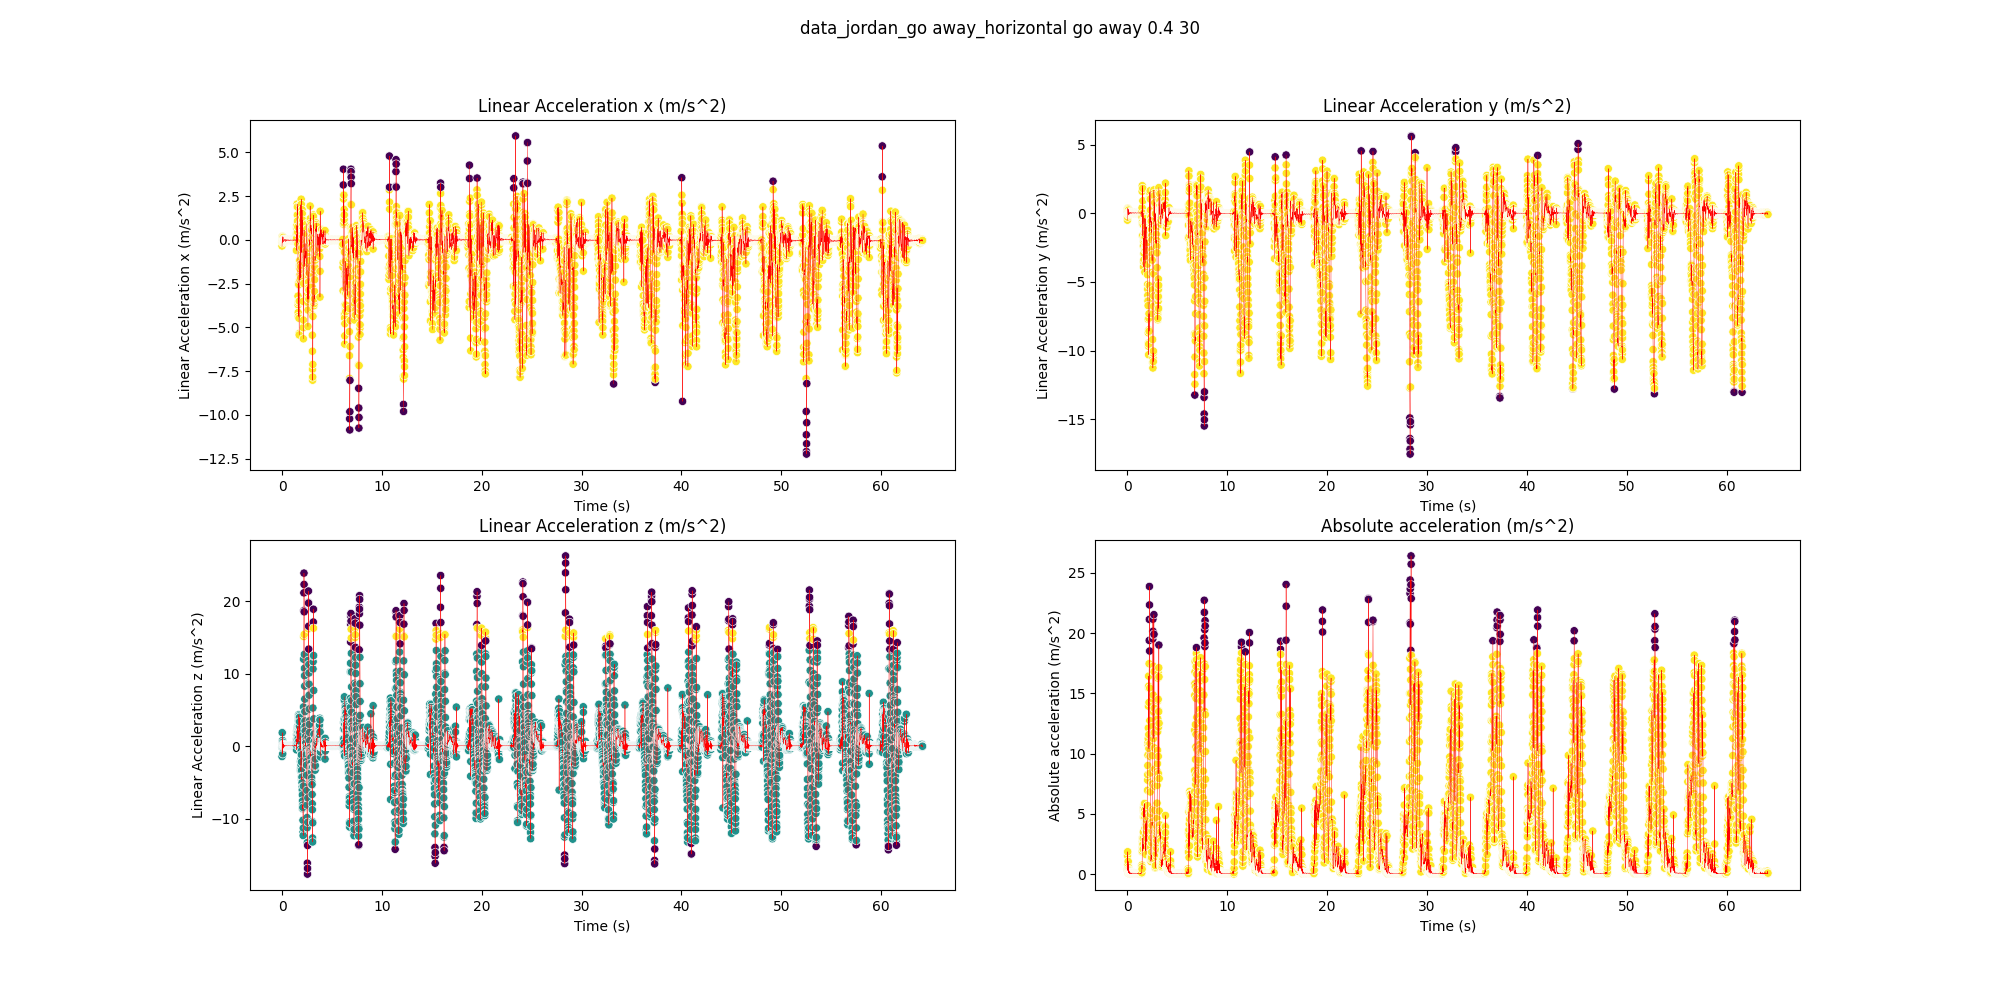 data_jordan_go away_horizontal go away 0.4 30
Linear Acceleration x (m/s^2)
Linear Acceleration x (m/s^2)
5.0
2.5
0.0
−2.5
−5.0
−7.5
−10.0
−12.5
0 10 20 30 40 50 60
Time (s)
Linear Acceleration y (m/s^2)
Linear Acceleration y (m/s^2)
5
0
−5
−10
−15
0 10 20 30 40 50 60
Time (s)
Linear Acceleration z (m/s^2)
Linear Acceleration z (m/s^2)
20
10
0
−10
0 10 20 30 40 50 60
Time (s)
Absolute acceleration (m/s^2)
Absolute acceleration (m/s^2)
25
20
15
10
5
0
0 10 20 30 40 50 60
Time (s)